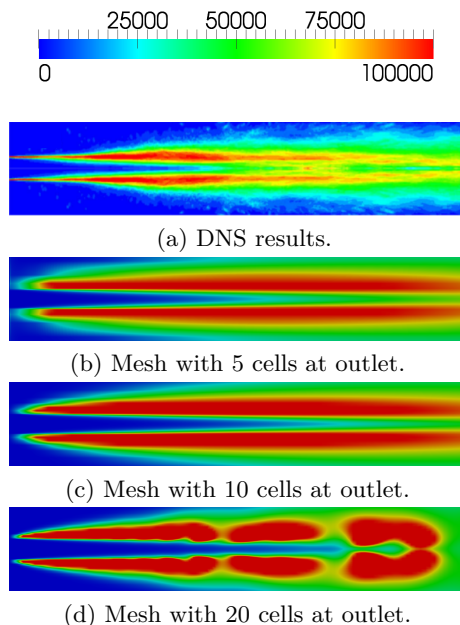 25000 50000 75000
0 100000
(a) DNS results.
(b) Mesh with 5 cells at outlet.
(c) Mesh with 10 cells at outlet.
(d) Mesh with 20 cells at outlet.